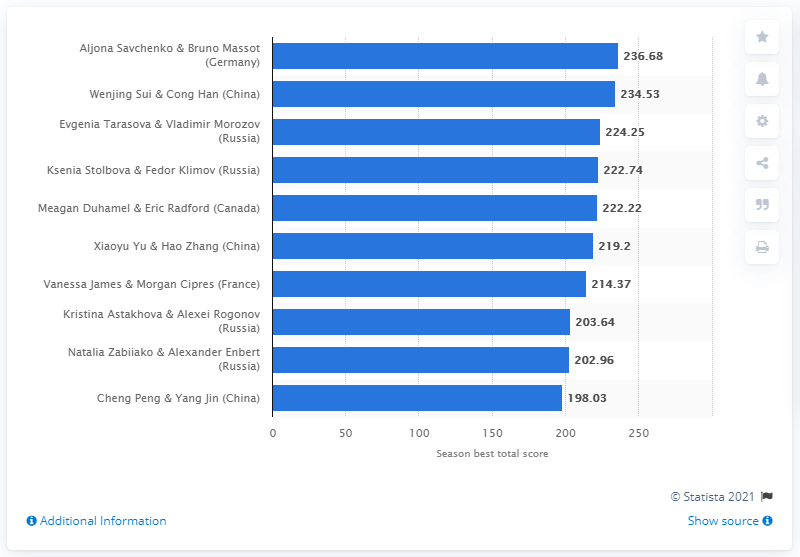 Aljona Savchenko & Bruno Massot
(Germany)
236.68
Wenjing Sui & Cong Han (China)
234.53
Evgenia Tarasova & Vladimir Morozov
(Russia)
224.25
Ksenia Stolbova & Fedor Klimov (Russia)
222.74
Meagan Duhamel & Eric Radford (Canada)
222.22
Xiaoyu Yu & Hao Zhang (China)
219.2
Vanessa James & Morgan Cipres (France)
214.37
Kristina Astakhova & Alexei Rogonov
(Russia)
203.64
Natalia Zabiiako & Alexander Enbert
(Russia)
202.96
Cheng Peng & Yang Jin (China)
198.03
0 50 100 150 200 250
Season best total score
© Statista 2021
Additional Information
Show source